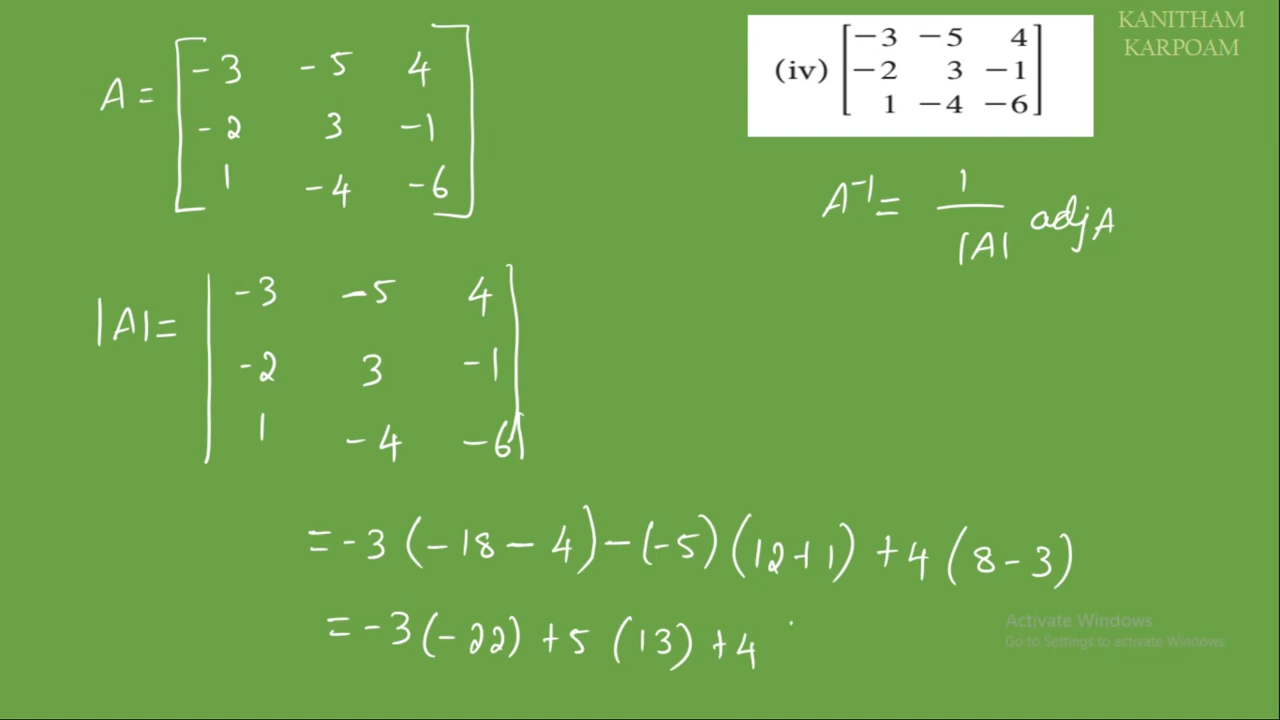 KANITHAM
KARPOAM
A = [ -3 -5 4
-2 3 -1
1 -4 -6 ]
(iv) [ −3 −5 4
−2 3 −1
1 −4 −6 ]
A⁻¹ = 1/|A| adj A
|A| = | -3 -5 4
-2 3 -1
1 -4 -6 |
= -3 (-18 - 4) - (-5) (12 + 1) + 4 (8 - 3)
= -3 (-22) + 5 (13) + 4
Activate Windows
Go to Settings to activate Windows.